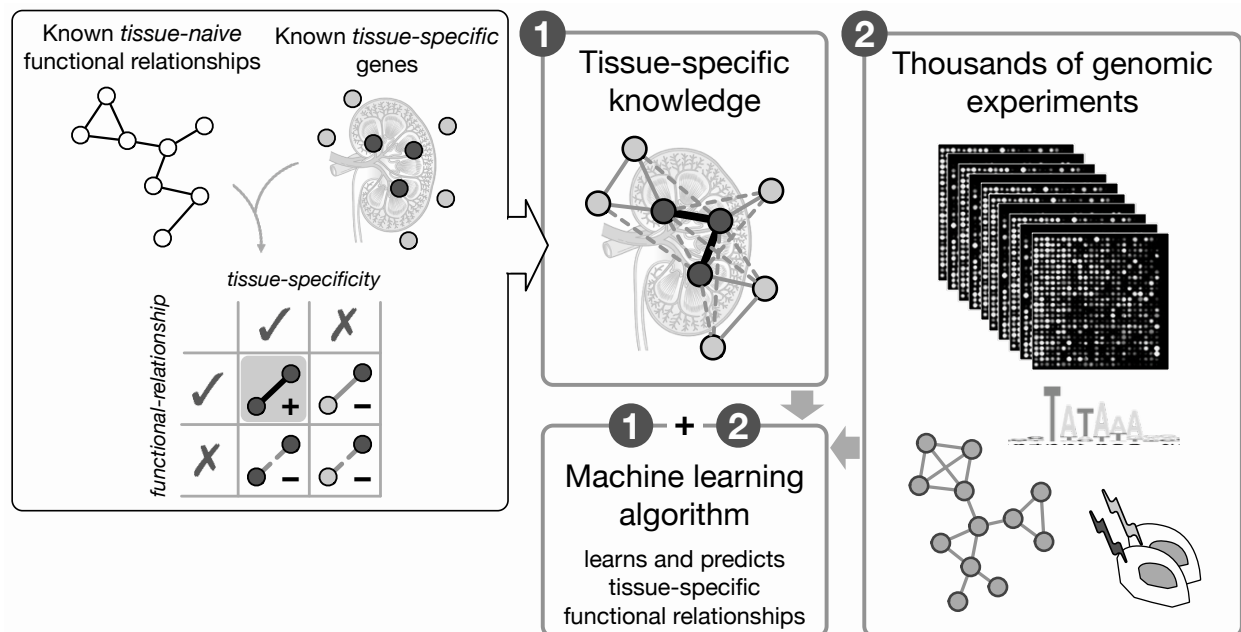 Known tissue-naive
functional relationships
Known tissue-specific
genes
tissue-specificity
functional-relationship
✓ ✗
✓
+ −
✗
− −
1
Tissue-specific
knowledge
2
Thousands of genomic
experiments
TATAAA
1 + 2
Machine learning
algorithm
learns and predicts
tissue-specific
functional relationships